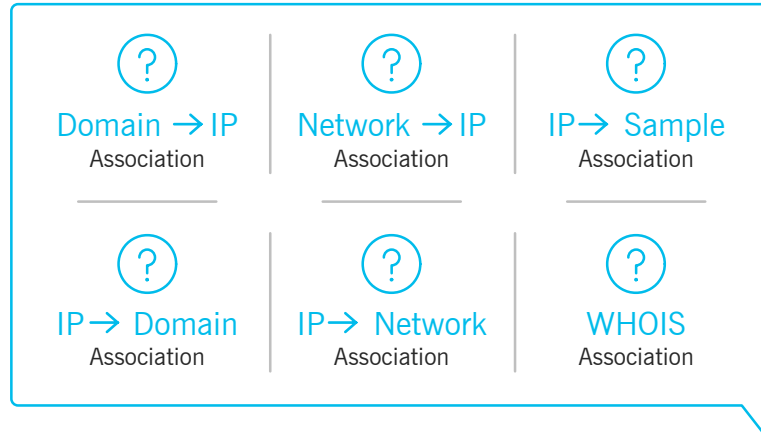 ?
?
?
Domain → IP
Network → IP
IP → Sample
Association
Association
Association
?
?
?
IP → Domain
IP → Network
WHOIS
Association
Association
Association